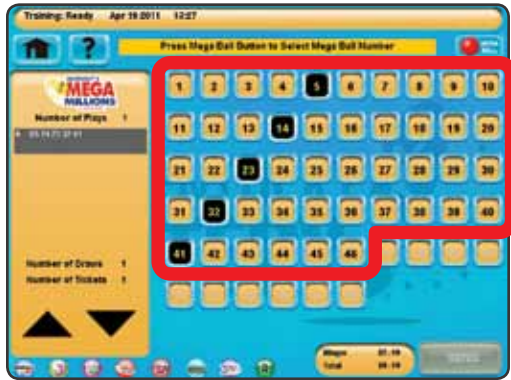 Training: Ready Apr 18 2011 13:27
?
Press Mega Ball Button to Select Mega Ball Number
MEGA
MILLIONS
Number of Plays 1
1 2 3 4 5 6 7 8 9 10
11 12 13 14 15 16 17 18 19 20
21 22 23 24 25 26 27 28 29 30
31 32 33 34 35 36 37 38 39 40
41 42 43 44 45 46
Number of Draws 1
Number of Tickets 1
Wager
Total